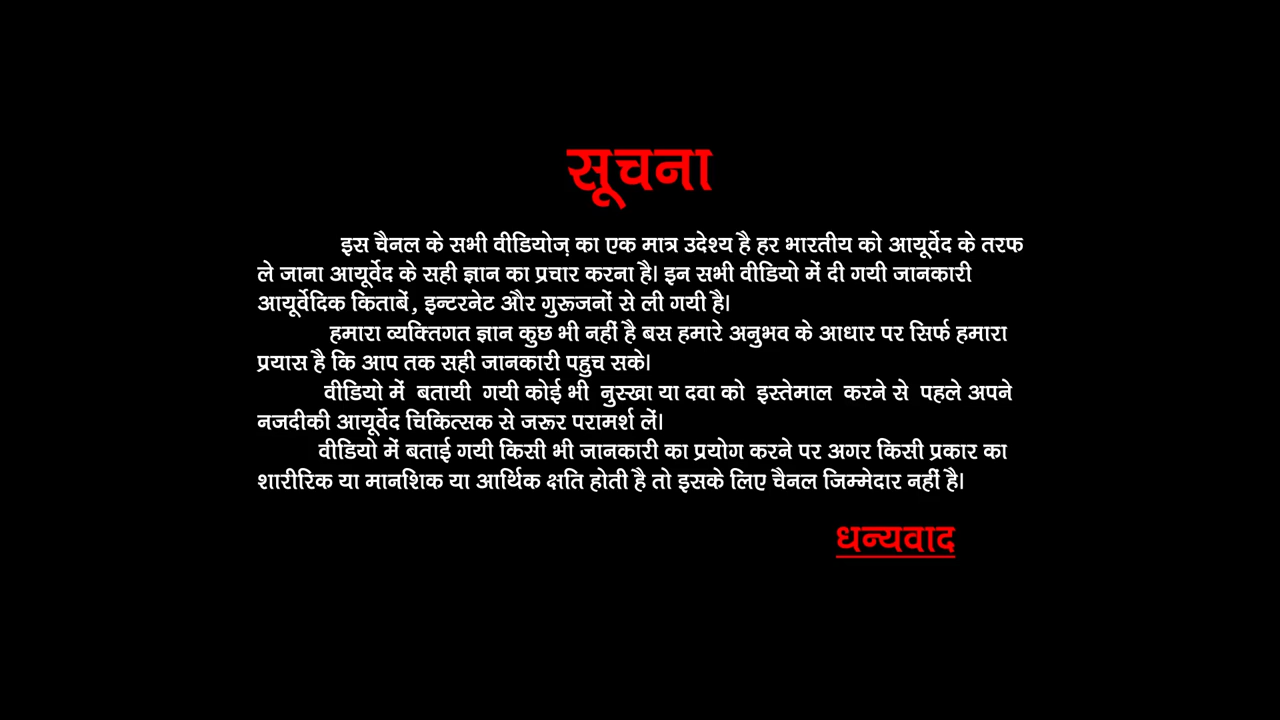 सूचना
इस चैनल के सभी वीडियोज़ का एक मात्र उदेश्य है हर भारतीय को आयूर्वेद के तरफ
ले जाना आयूर्वेद के सही ज्ञान का प्रचार करना है। इन सभी वीडियो में दी गयी जानकारी
आयूर्वेदिक किताबें, इन्टरनेट और गुरूजनों से ली गयी है।
हमारा व्यक्तिगत ज्ञान कुछ भी नहीं है बस हमारे अनुभव के आधार पर सिर्फ हमारा
प्रयास है कि आप तक सही जानकारी पहुच सके।
वीडियो में बतायी गयी कोई भी नुस्खा या दवा को इस्तेमाल करने से पहले अपने
नजदीकी आयूर्वेद चिकित्सक से जरूर परामर्श लें।
वीडियो में बताई गयी किसी भी जानकारी का प्रयोग करने पर अगर किसी प्रकार का
शारीरिक या मानशिक या आर्थिक क्षति होती है तो इसके लिए चैनल जिम्मेदार नहीं है।
धन्यवाद